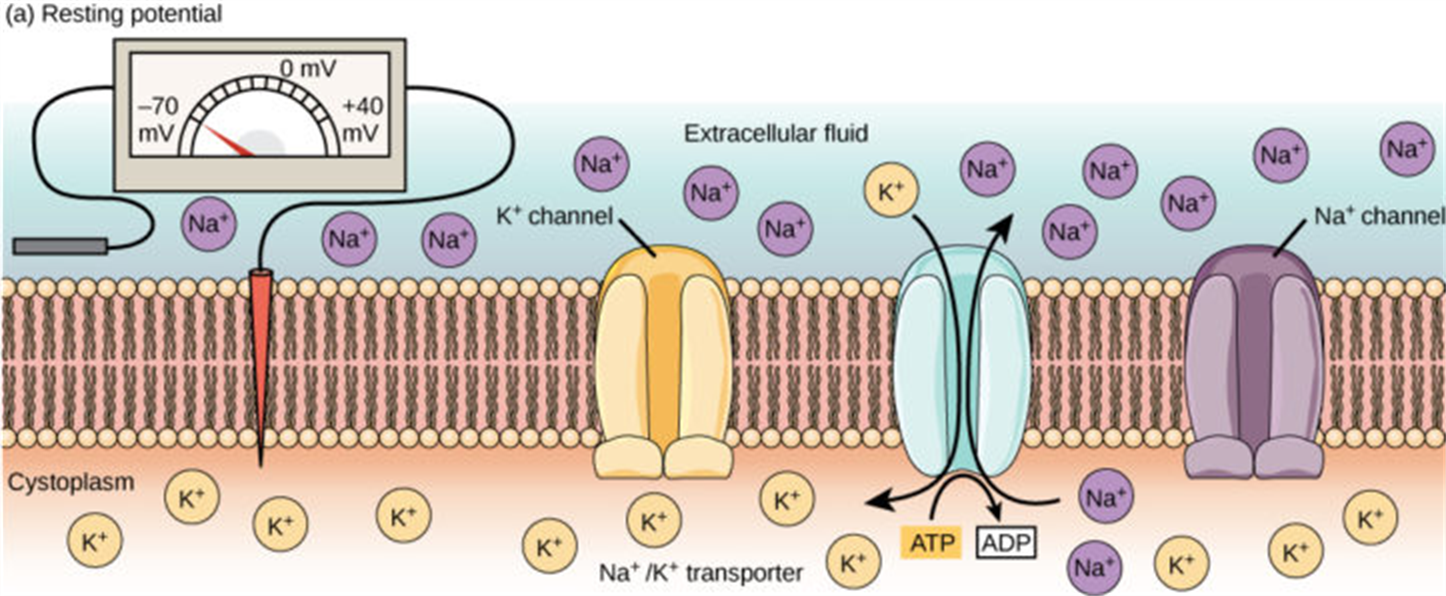 (a) Resting potential
0 mV
–70
mV
+40
mV
Extracellular fluid
Na⁺
Na⁺
Na⁺
Na⁺
Na⁺
K⁺
Na⁺
Na⁺
Na⁺
Na⁺
K⁺ channel
Na⁺ channel
Na⁺
Na⁺
Na⁺
Na⁺
Cystoplasm
K⁺
K⁺
K⁺
K⁺
K⁺
K⁺
K⁺
K⁺
ATP
ADP
Na⁺
Na⁺
K⁺
K⁺
K⁺
Na⁺ /K⁺ transporter